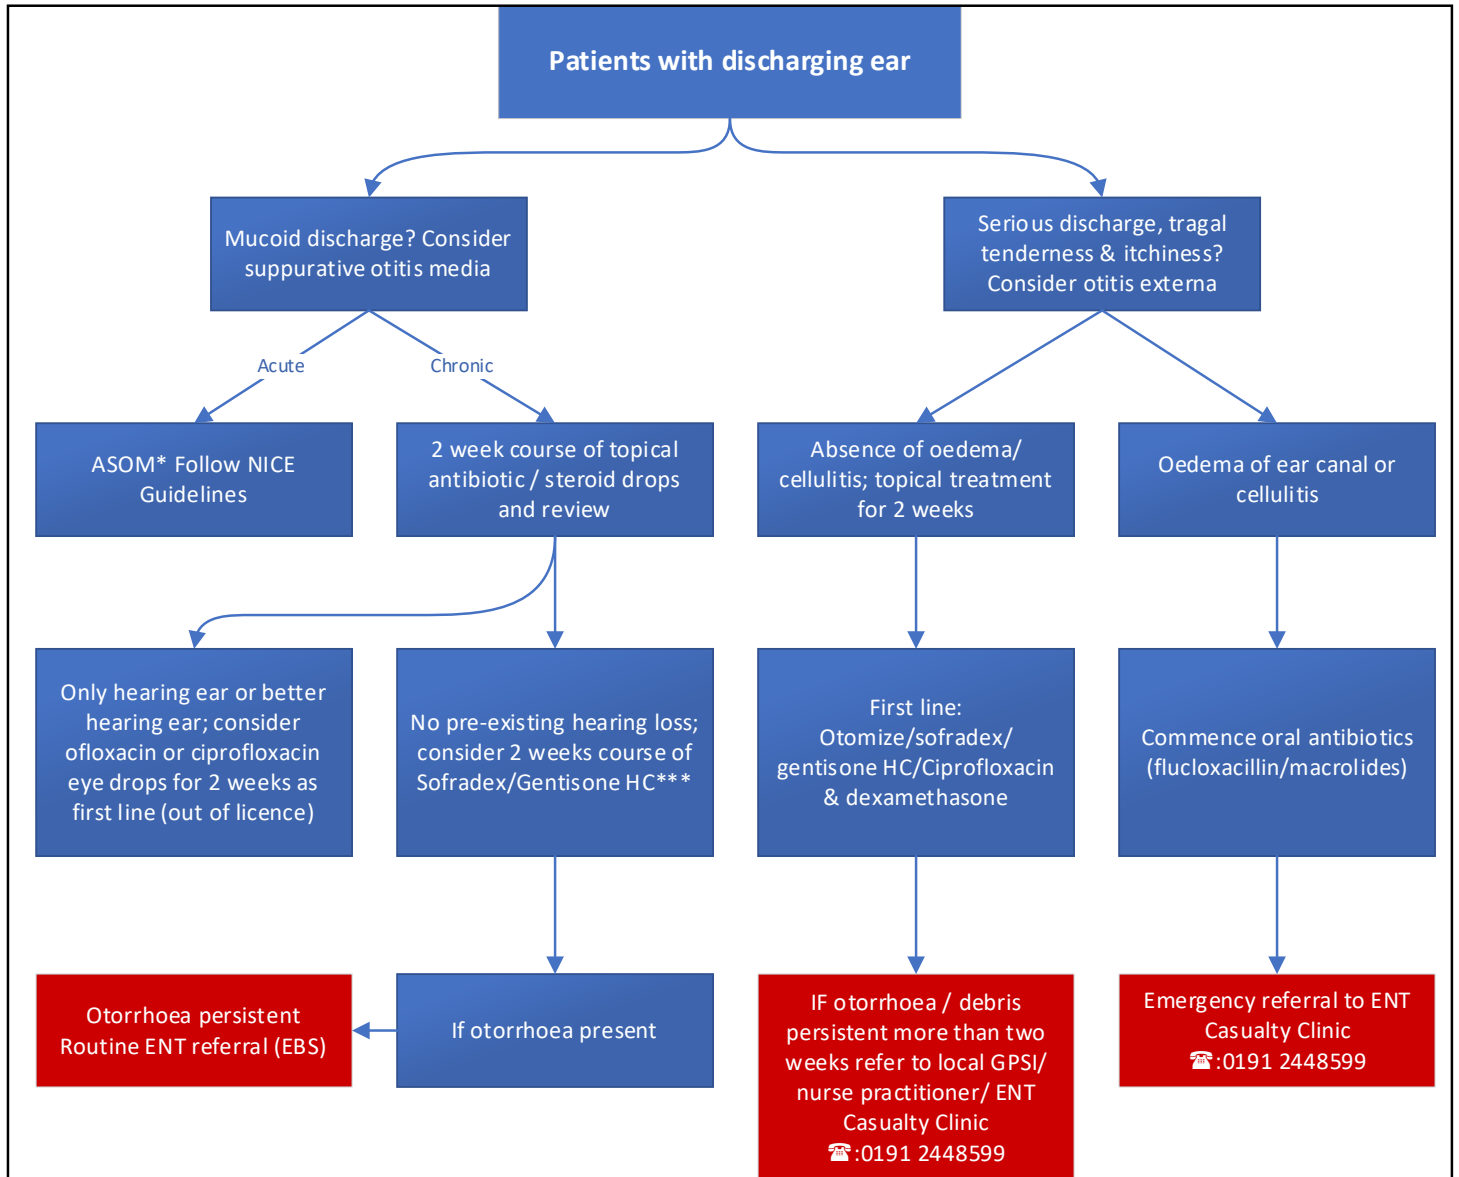 Patients with discharging ear
Mucoid discharge? Consider
suppurative otitis media
Serious discharge, tragal
tenderness & itchiness?
Consider otitis externa
Acute
Chronic
ASOM* Follow NICE
Guidelines
2 week course of topical
antibiotic / steroid drops
and review
Absence of oedema/
cellulitis; topical treatment
for 2 weeks
Oedema of ear canal or
cellulitis
Only hearing ear or better
hearing ear; consider
ofloxacin or ciprofloxacin
eye drops for 2 weeks as
first line (out of licence)
No pre-existing hearing loss;
consider 2 weeks course of
Sofradex/Gentisone HC***
First line:
Otomize/sofradex/
gentisone HC/Ciprofloxacin
& dexamethasone
Commence oral antibiotics
(flucloxacillin/macrolides)
Otorrhoea persistent
Routine ENT referral (EBS)
If otorrhoea present
IF otorrhoea / debris
persistent more than two
weeks refer to local GPSI/
nurse practitioner/ ENT
Casualty Clinic
☎:0191 2448599
Emergency referral to ENT
Casualty Clinic
☎:0191 2448599